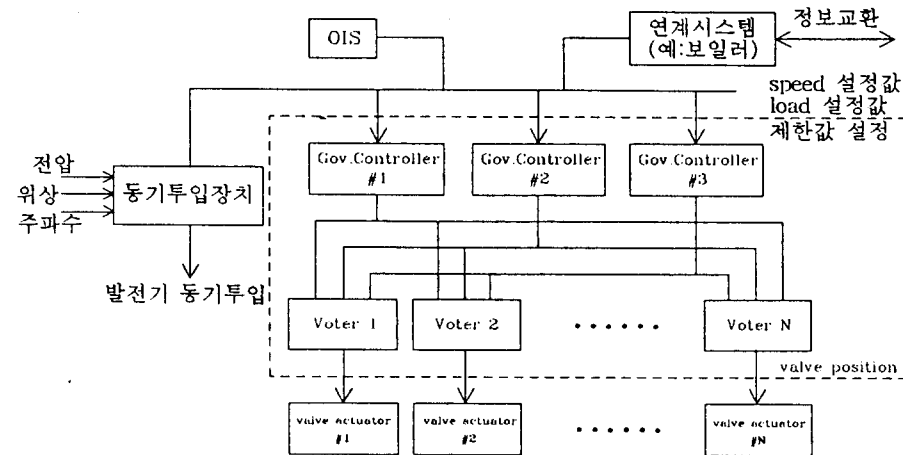 OIS
연계시스템
(예:보일러)
정보교환
speed 설정값
load 설정값
제한값 설정
전압
위상
주파수
동기투입장치
발전기 동기투입
Gov.Controller
#1
Gov.Controller
#2
Gov.Controller
#3
Voter 1
Voter 2
......
Voter N
valve position
valve actuator
#1
valve actuator
#2
......
valve actuator
#N